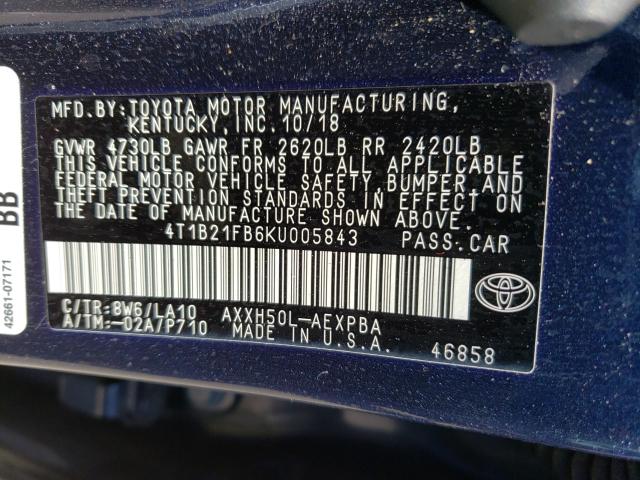 MFD.BY:TOYOTA MOTOR MANUFACTURING,
KENTUCKY, INC.10/18
GVWR 4730LB GAWR FR 2620LB RR 2420LB
THIS VEHICLE CONFORMS TO ALL APPLICABLE
FEDERAL MOTOR VEHICLE SAFETY,BUMPER,AND
THEFT PREVENTION STANDARDS IN EFFECT ON
THE DATE OF MANUFACTURE SHOWN ABOVE.
4T1B21FB6KU005843 PASS.CAR
C/TR:8W6/LA10 AXXH50L-AEXPBA
A/TM:-02A/P710 MADE IN U.S.A.
46858
BB
42661-07171